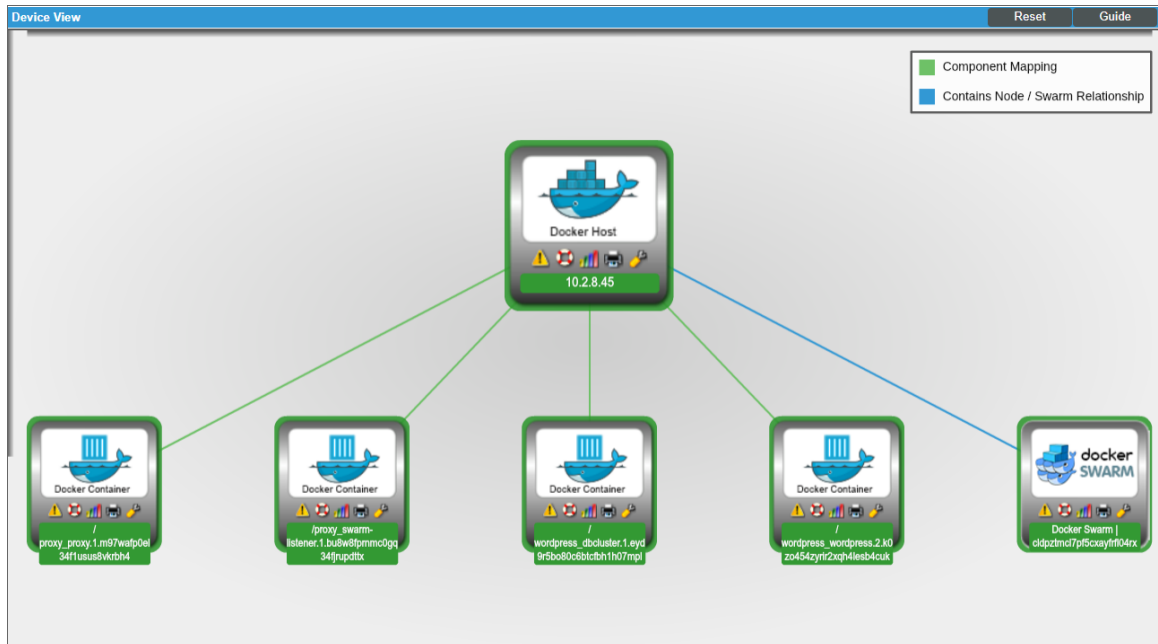 Device View
Reset
Guide
Component Mapping
Contains Node / Swarm Relationship
Docker Host
10.2.8.45
Docker Container
/
proxy_proxy.1.m97wafp0el
34f1usus8vkrbh4
Docker Container
/proxy_swarm-
listener.1.bu8w8fpmmc0gq
34fjrupdttx
Docker Container
/
wordpress_dbcluster.1.eyd
9r5bo80c6btcfbh1h07mpl
Docker Container
/
wordpress_wordpress.2.k0
zo454zyrir2xqh4lesb4cuk
docker
SWARM
Docker Swarm |
cldpztmcl7pf5cxayfrfl04rx